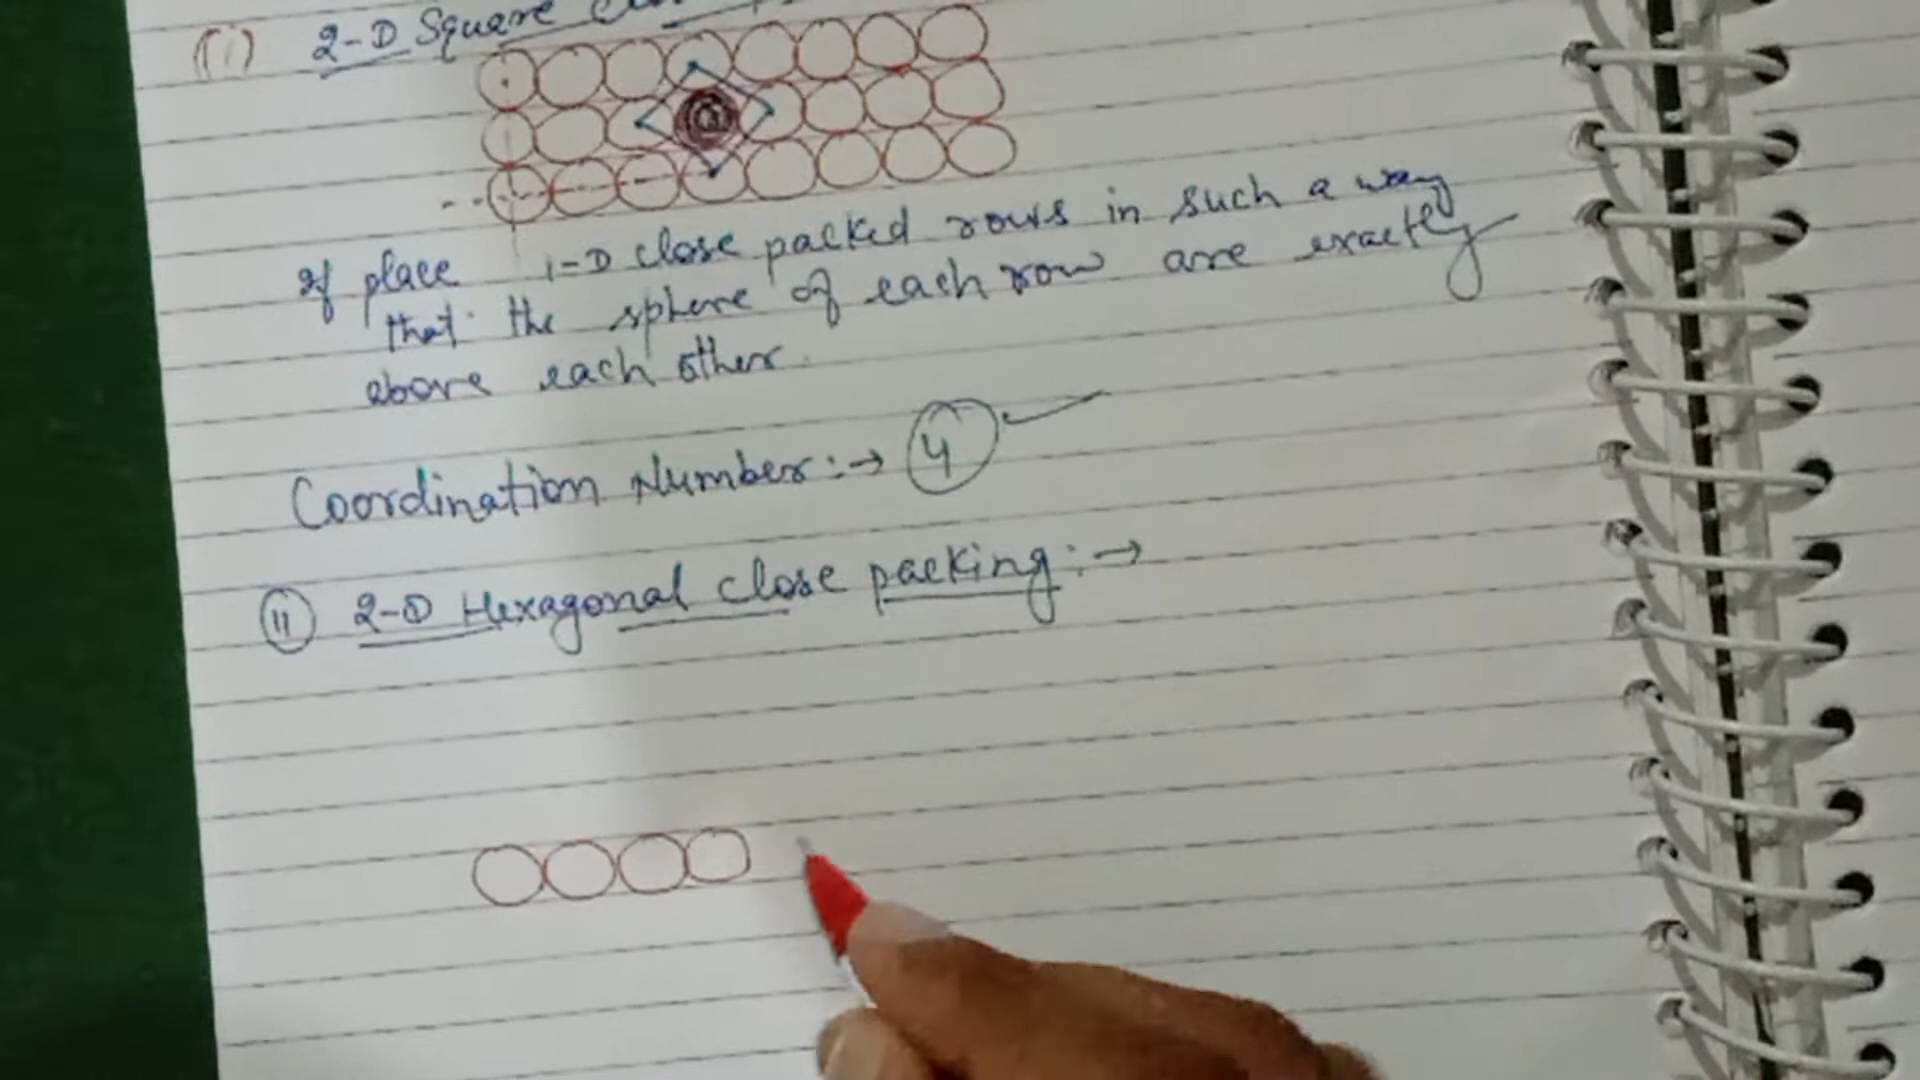 (i) 2-D Square
If place 1-D close packed rows in such a way
that the sphere of each row are exactly
above each other.
Coordination Number:→ 4
(ii) 2-D Hexagonal close packing:→